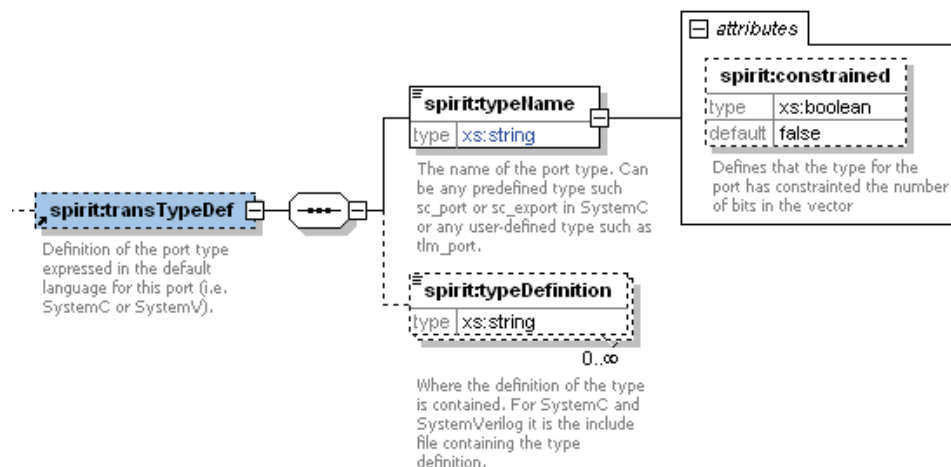 attributes
spirit:constrained
type xs:boolean
default false
Defines that the type for the
port has constrainted the number
of bits in the vector
spirit:typeName
type xs:string
The name of the port type. Can
be any predefined type such
sc_port or sc_export in SystemC
or any user-defined type such as
tlm_port.
spirit:transTypeDef
Definition of the port type
expressed in the default
language for this port (i.e.
SystemC or SystemV).
spirit:typeDefinition
type xs:string
0..∞
Where the definition of the type
is contained. For SystemC and
SystemVerilog it is the include
file containing the type
definition.